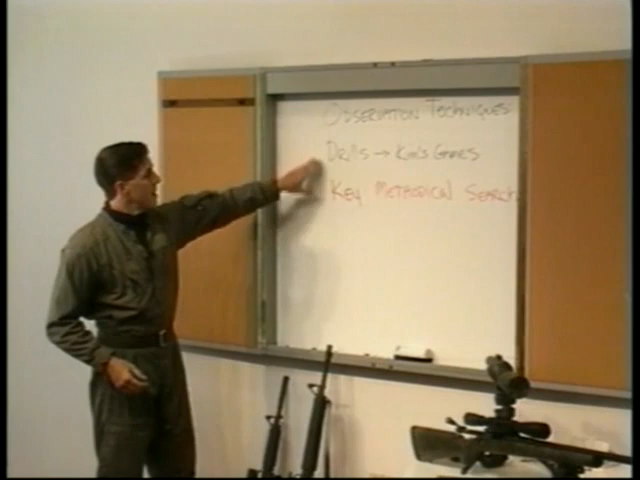 OBSERVATION TECHNIQUES
DRILLS → KIM'S GAMES
KEY METHODICAL SEARCH